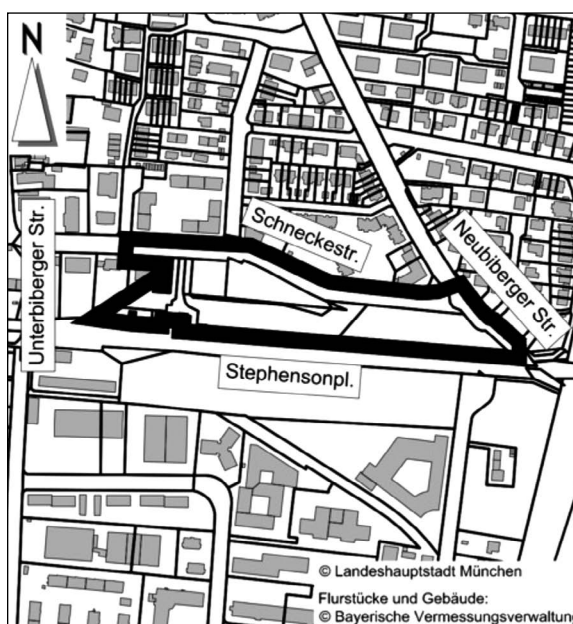 N
Schneckestr.
Neubiberger Str.
Unterbiberger Str.
Stephensonpl.
© Landeshauptstadt München
Flurstücke und Gebäude:
© Bayerische Vermessungsverwaltung